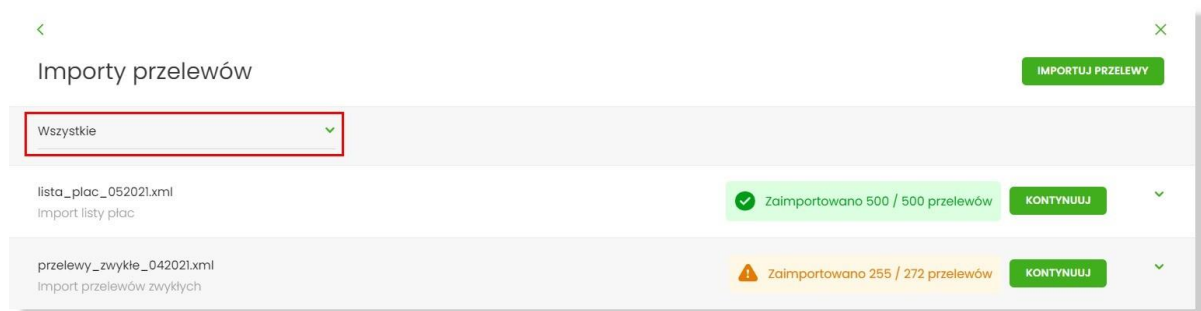 Importy przelewów
IMPORTUJ PRZELEWY
Wszystkie
lista_plac_052021.xml
Import listy płac
Zaimportowano 500 / 500 przelewów
KONTYNUUJ
przelewy_zwykłe_042021.xml
Import przelewów zwykłych
Zaimportowano 255 / 272 przelewów
KONTYNUUJ